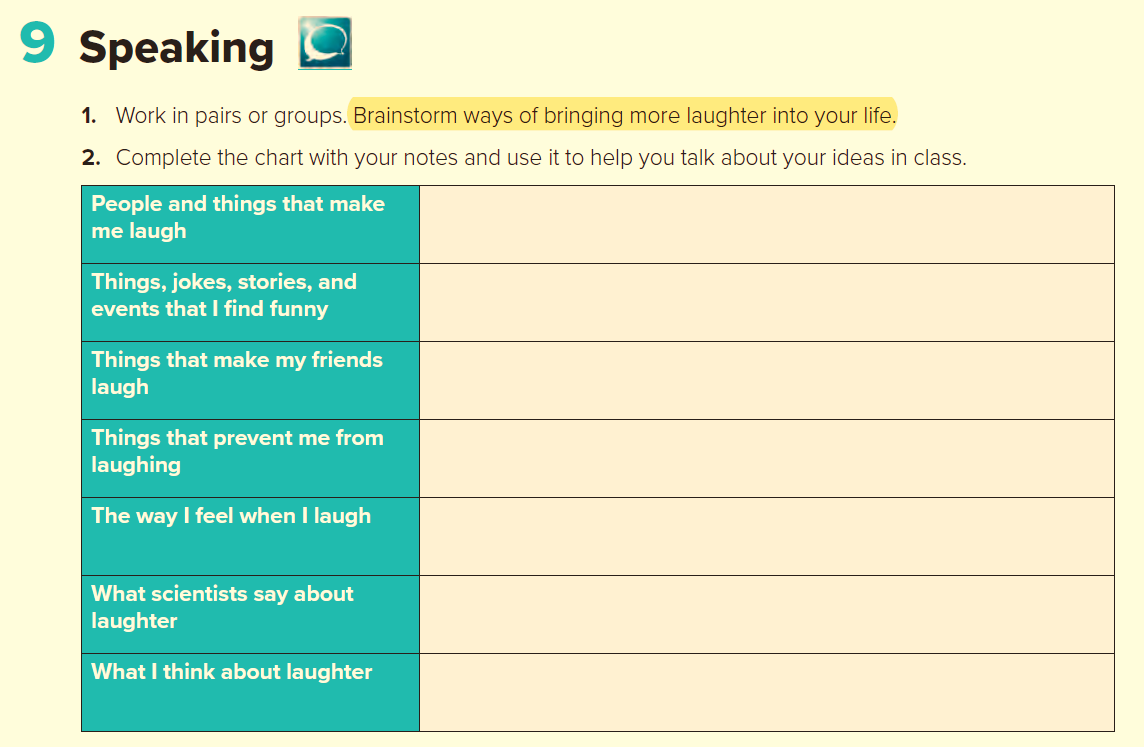 9 Speaking
1. Work in pairs or groups. Brainstorm ways of bringing more laughter into your life.
2. Complete the chart with your notes and use it to help you talk about your ideas in class.
People and things that make
me laugh
Things, jokes, stories, and
events that I find funny
Things that make my friends
laugh
Things that prevent me from
laughing
The way I feel when I laugh
What scientists say about
laughter
What I think about laughter